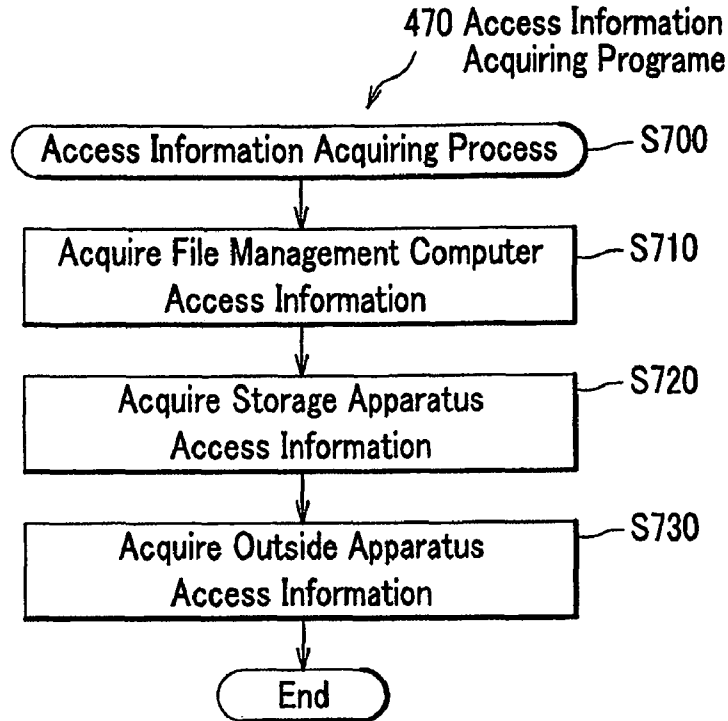 470 Access Information
Acquiring Programe
Access Information Acquiring Process
S700
Acquire File Management Computer
Access Information
S710
Acquire Storage Apparatus
Access Information
S720
Acquire Outside Apparatus
Access Information
S730
End